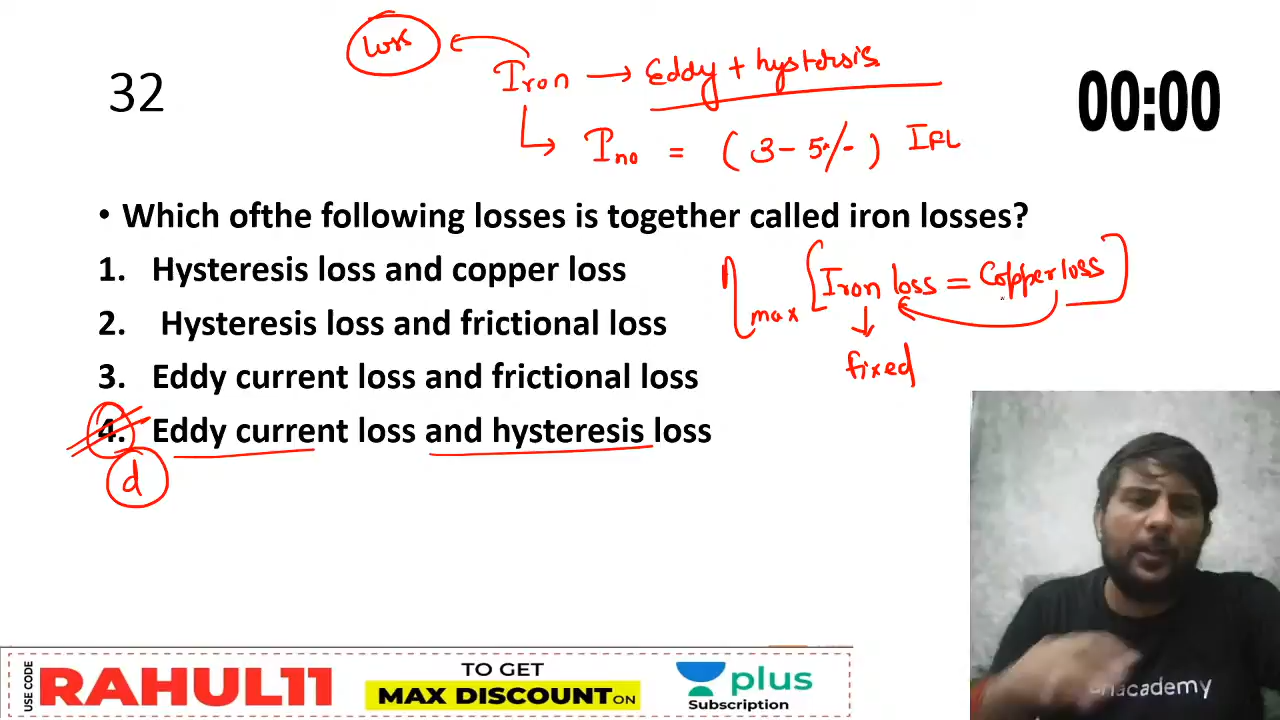 loss
Iron → Eddy + hystersis
32
00:00
Ino = (3 - 5%) IFL
• Which ofthe following losses is together called iron losses?
1. Hysteresis loss and copper loss
2. Hysteresis loss and frictional loss
3. Eddy current loss and frictional loss
4. Eddy current loss and hysteresis loss
d
ηmax [Iron loss = Copper loss]
fixed
USE CODE
RAHUL11
TO GET
MAX DISCOUNT ON
plus
Subscription
unacademy